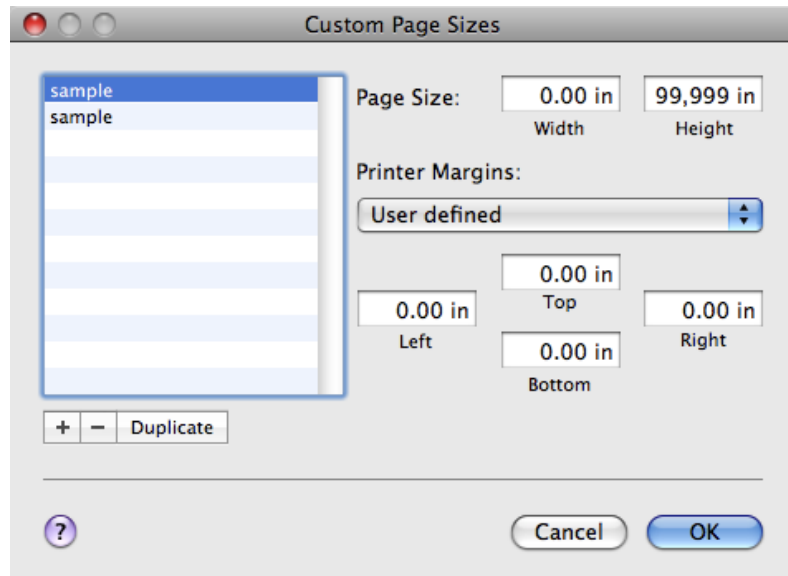 Custom Page Sizes
sample
sample
Page Size:
0.00 in
99,999 in
Width
Height
Printer Margins:
User defined
0.00 in
Top
0.00 in
Left
0.00 in
Right
0.00 in
Bottom
+ − Duplicate
? Cancel OK